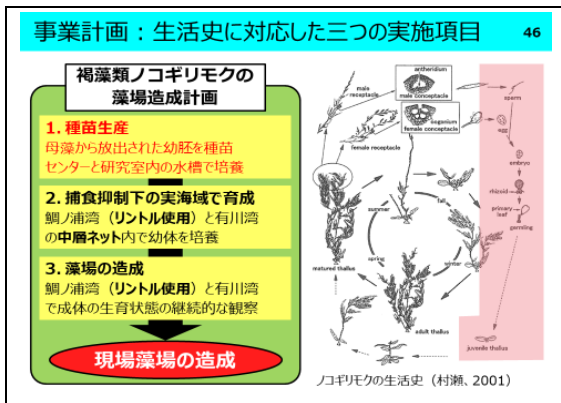 事業計画：生活史に対応した三つの実施項目
46
褐藻類ノコギリモクの
藻場造成計画
1. 種苗生産
母藻から放出された幼胚を種苗
センターと研究室内の水槽で培養
2. 捕食抑制下の実海域で育成
鯛ノ浦湾（リントル使用）と有川湾
の中層ネット内で幼体を培養
3. 藻場の造成
鯛ノ浦湾（リントル使用）と有川湾
で成体の生育状態の継続的な観察
現場藻場の造成
male
receptacle
antheridium
male conceptacle
oogonium
female conceptacle
female receptacle
sperm
egg
embryo
rhizoid
primary
leaf
germling
summer
fall
spring
winter
matured thallus
adult thallus
juvenile thallus
ノコギリモクの生活史（村瀬、2001）